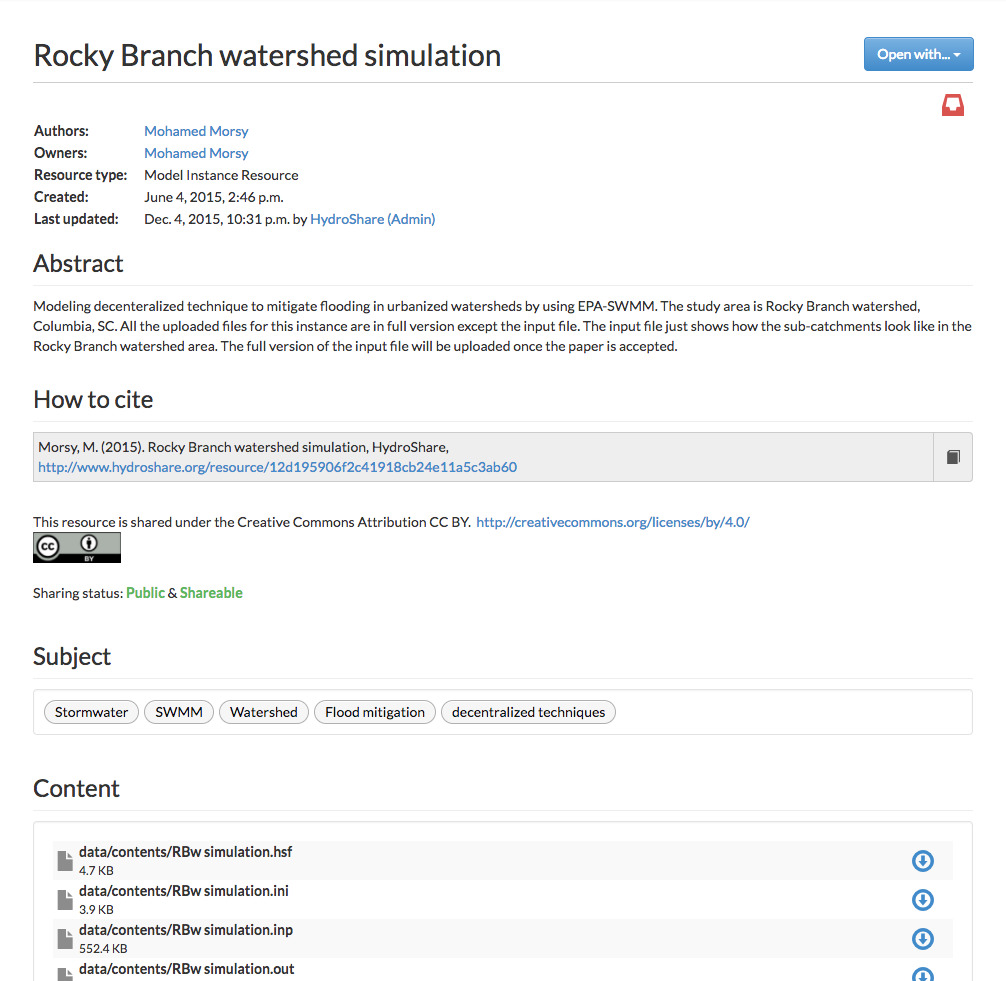 Rocky Branch watershed simulation
Open with...
Authors: Mohamed Morsy
Owners: Mohamed Morsy
Resource type: Model Instance Resource
Created: June 4, 2015, 2:46 p.m.
Last updated: Dec. 4, 2015, 10:31 p.m. by HydroShare (Admin)
Abstract
Modeling decenteralized technique to mitigate flooding in urbanized watersheds by using EPA-SWMM. The study area is Rocky Branch watershed,
Columbia, SC. All the uploaded files for this instance are in full version except the input file. The input file just shows how the sub-catchments look like in the
Rocky Branch watershed area. The full version of the input file will be uploaded once the paper is accepted.
How to cite
Morsy, M. (2015). Rocky Branch watershed simulation, HydroShare,
http://www.hydroshare.org/resource/12d195906f2c41918cb24e11a5c3ab60
This resource is shared under the Creative Commons Attribution CC BY. http://creativecommons.org/licenses/by/4.0/
cc
BY
Sharing status: Public & Shareable
Subject
Stormwater SWMM Watershed Flood mitigation decentralized techniques
Content
data/contents/RBw simulation.hsf
4.7 KB
data/contents/RBw simulation.ini
3.9 KB
data/contents/RBw simulation.inp
552.4 KB
data/contents/RBw simulation.out